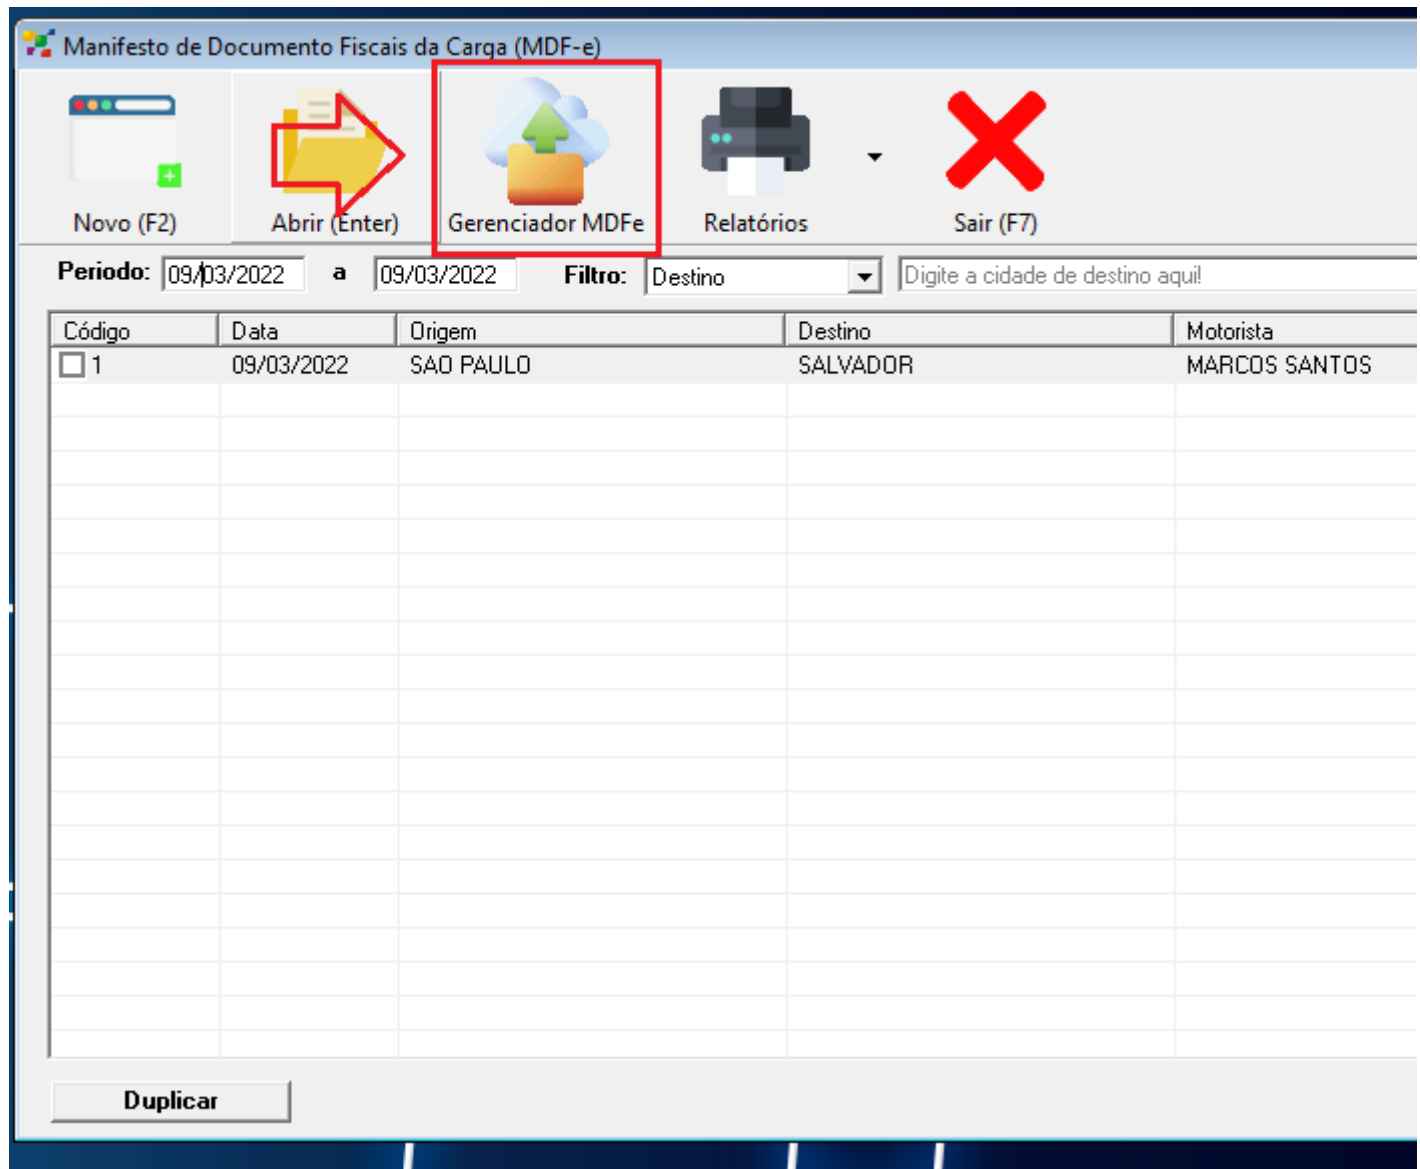 Manifesto de Documento Fiscais da Carga (MDF-e)
Novo (F2) Abrir (Enter) Gerenciador MDFe Relatórios Sair (F7)
Periodo: 09/03/2022 a 09/03/2022 Filtro: Destino Digite a cidade de destino aqui!
Código Data Origem Destino Motorista
1 09/03/2022 SAO PAULO SALVADOR MARCOS SANTOS
Duplicar